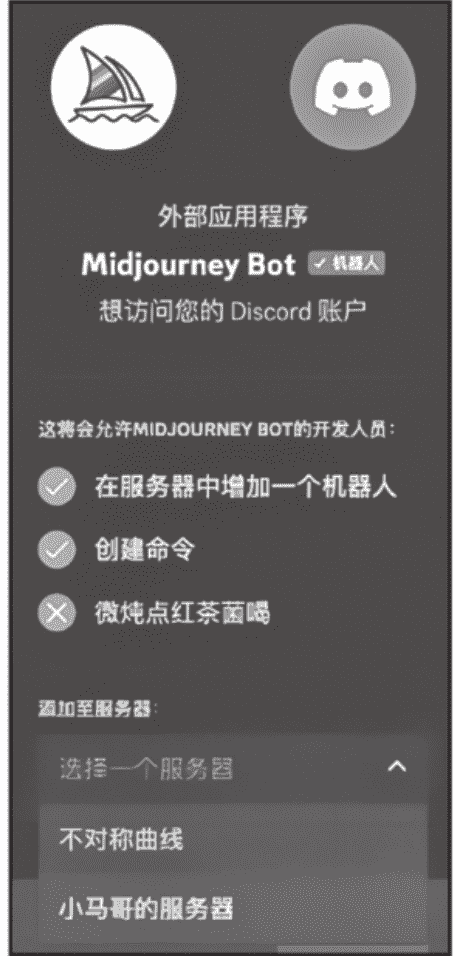 外部应用程序
Midjourney Bot ✓ 机器人
想访问您的 Discord 账户
这将会允许MIDJOURNEY BOT的开发人员：
在服务器中增加一个机器人
创建命令
微炖点红茶菌喝
添加至服务器：
选择一个服务器
不对称曲线
小马哥的服务器